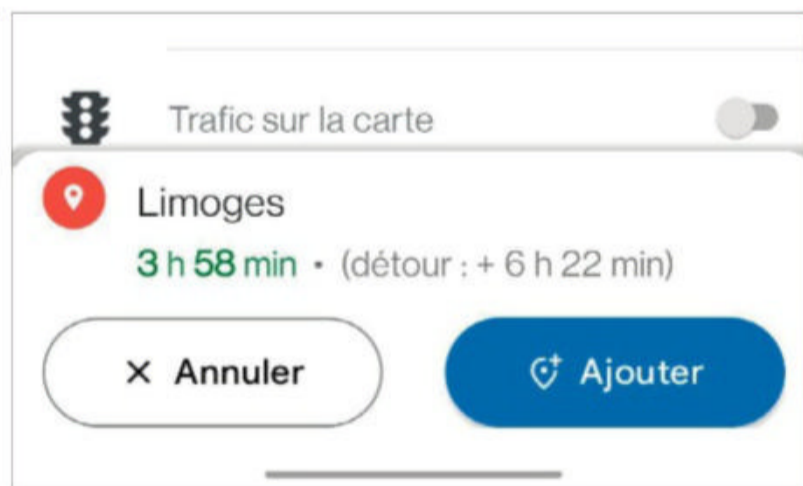 Trafic sur la carte
Limoges
3 h 58 min • (détour : + 6 h 22 min)
Annuler
Ajouter